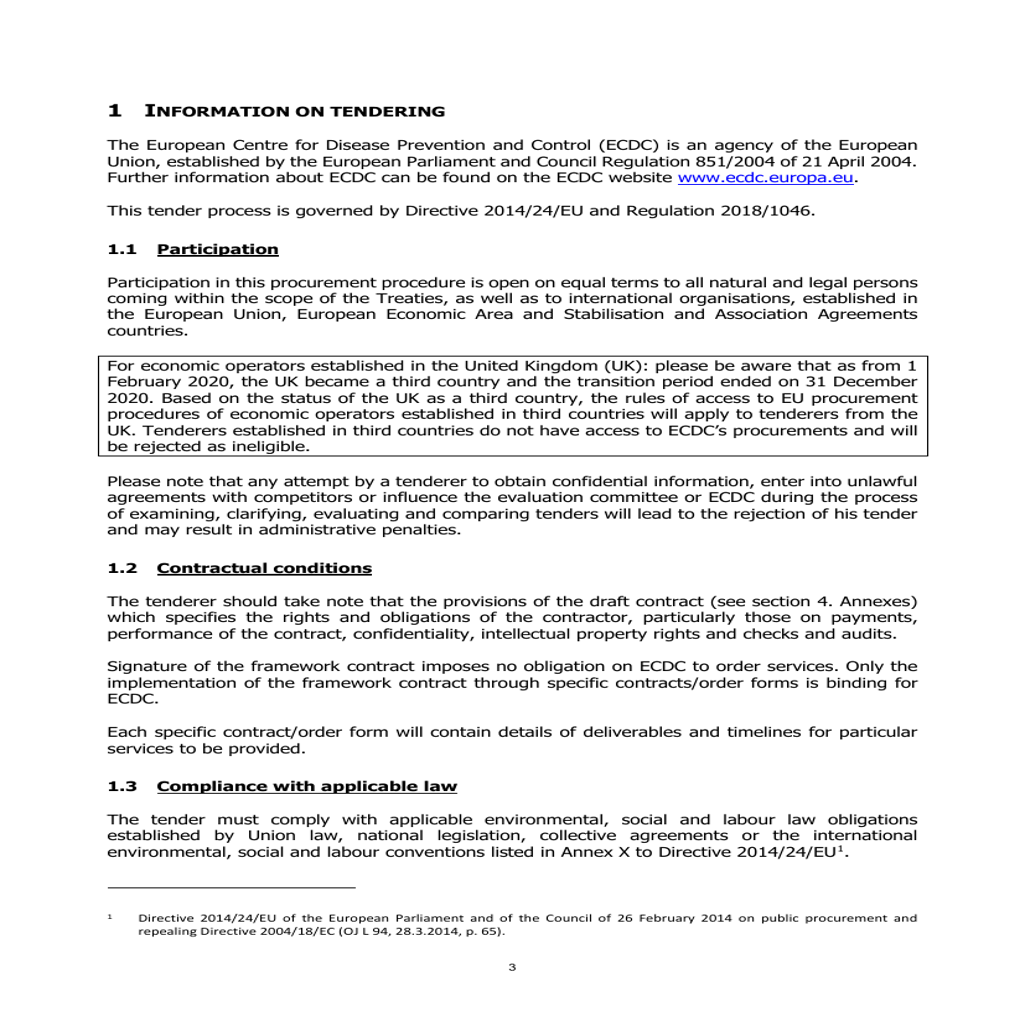 1 INFORMATION ON TENDERING
The European Centre for Disease Prevention and Control (ECDC) is an agency of the European
Union, established by the European Parliament and Council Regulation 851/2004 of 21 April 2004.
Further information about ECDC can be found on the ECDC website www.ecdc.europa.eu.
This tender process is governed by Directive 2014/24/EU and Regulation 2018/1046.
1.1 Participation
Participation in this procurement procedure is open on equal terms to all natural and legal persons
coming within the scope of the Treaties, as well as to international organisations, established in
the European Union, European Economic Area and Stabilisation and Association Agreements
countries.
For economic operators established in the United Kingdom (UK): please be aware that as from 1
February 2020, the UK became a third country and the transition period ended on 31 December
2020. Based on the status of the UK as a third country, the rules of access to EU procurement
procedures of economic operators established in third countries will apply to tenderers from the
UK. Tenderers established in third countries do not have access to ECDC’s procurements and will
be rejected as ineligible.
Please note that any attempt by a tenderer to obtain confidential information, enter into unlawful
agreements with competitors or influence the evaluation committee or ECDC during the process
of examining, clarifying, evaluating and comparing tenders will lead to the rejection of his tender
and may result in administrative penalties.
1.2 Contractual conditions
The tenderer should take note that the provisions of the draft contract (see section 4. Annexes)
which specifies the rights and obligations of the contractor, particularly those on payments,
performance of the contract, confidentiality, intellectual property rights and checks and audits.
Signature of the framework contract imposes no obligation on ECDC to order services. Only the
implementation of the framework contract through specific contracts/order forms is binding for
ECDC.
Each specific contract/order form will contain details of deliverables and timelines for particular
services to be provided.
1.3 Compliance with applicable law
The tender must comply with applicable environmental, social and labour law obligations
established by Union law, national legislation, collective agreements or the international
environmental, social and labour conventions listed in Annex X to Directive 2014/24/EU¹.
¹ Directive 2014/24/EU of the European Parliament and of the Council of 26 February 2014 on public procurement and
repealing Directive 2004/18/EC (OJ L 94, 28.3.2014, p. 65).
3